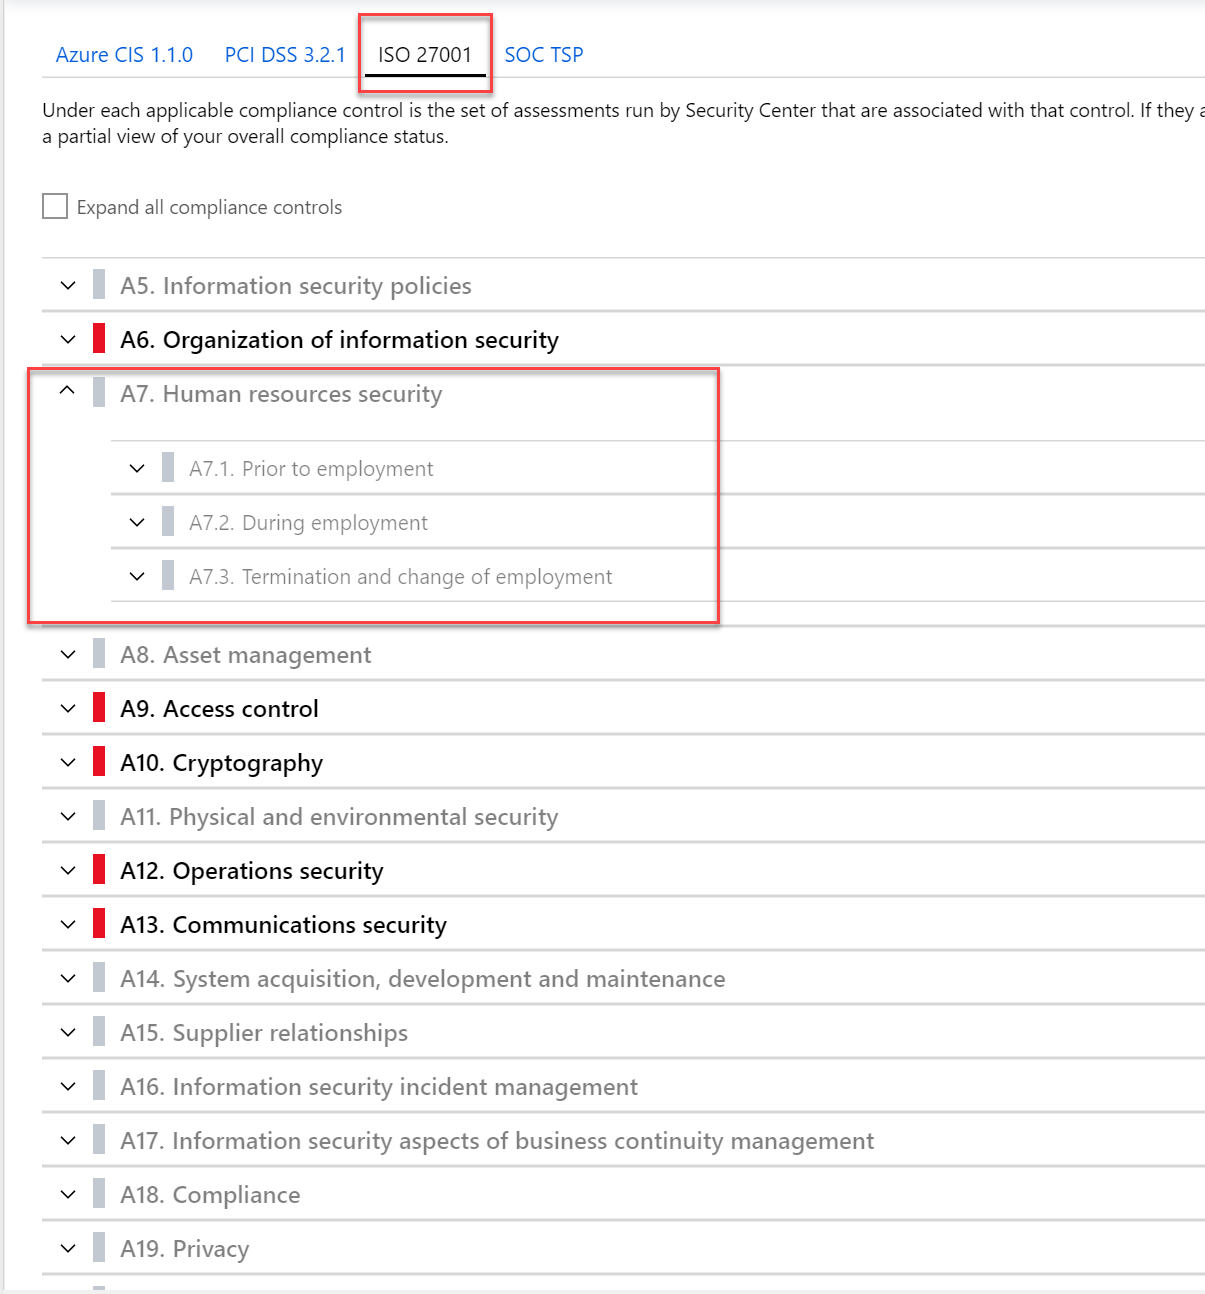 Azure CIS 1.1.0 PCI DSS 3.2.1 ISO 27001 SOC TSP
Under each applicable compliance control is the set of assessments run by Security Center that are associated with that control. If they a
a partial view of your overall compliance status.
Expand all compliance controls
A5. Information security policies
A6. Organization of information security
A7. Human resources security
A7.1. Prior to employment
A7.2. During employment
A7.3. Termination and change of employment
A8. Asset management
A9. Access control
A10. Cryptography
A11. Physical and environmental security
A12. Operations security
A13. Communications security
A14. System acquisition, development and maintenance
A15. Supplier relationships
A16. Information security incident management
A17. Information security aspects of business continuity management
A18. Compliance
A19. Privacy